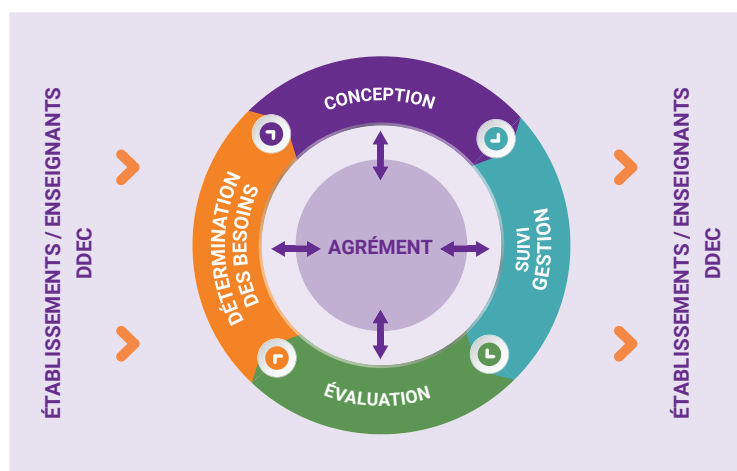 ÉTABLISSEMENTS / ENSEIGNANTS
DDEC
CONCEPTION
DÉTERMINATION
DES BESOINS
AGRÉMENT
SUIVI
GESTION
ÉVALUATION
ÉTABLISSEMENTS / ENSEIGNANTS
DDEC